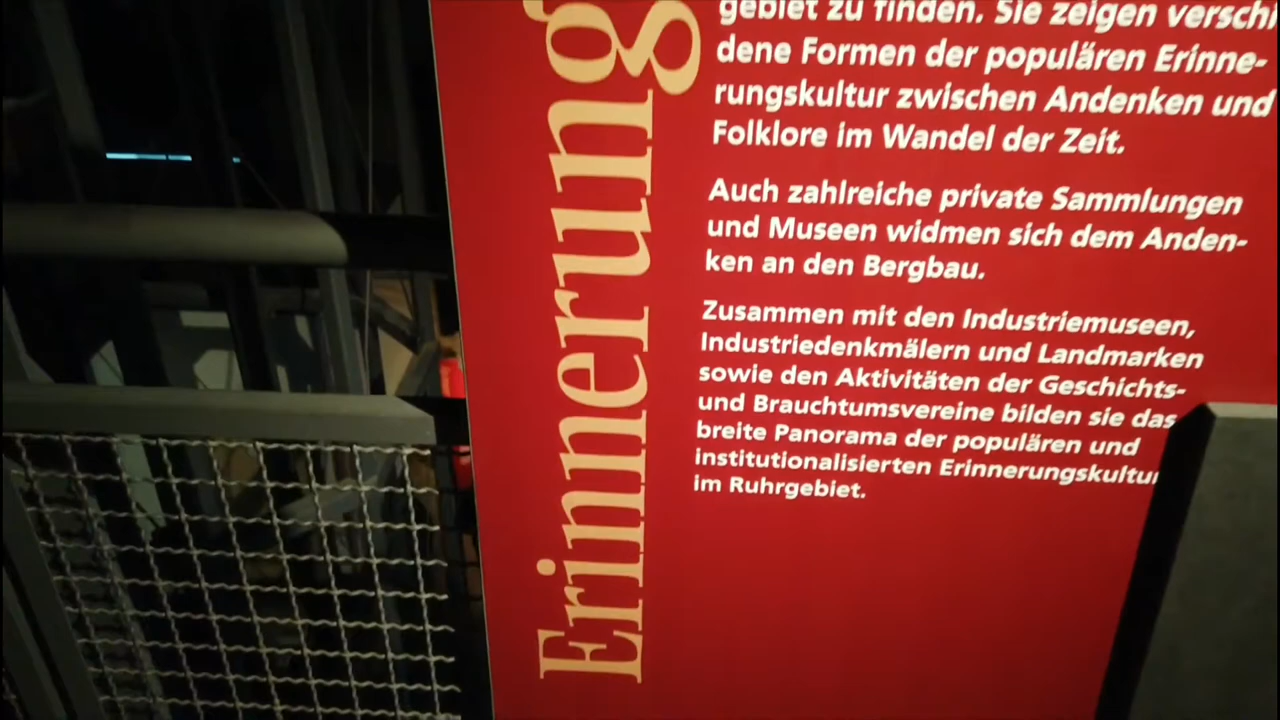 Erinnerung
gebiet zu finden. Sie zeigen verschi
dene Formen der populären Erinne-
rungskultur zwischen Andenken und
Folklore im Wandel der Zeit.
Auch zahlreiche private Sammlungen
und Museen widmen sich dem Anden-
ken an den Bergbau.
Zusammen mit den Industriemuseen,
Industriedenkmälern und Landmarken
sowie den Aktivitäten der Geschichts-
und Brauchtumsvereine bilden sie das
breite Panorama der populären und
institutionalisierten Erinnerungskultur
im Ruhrgebiet.